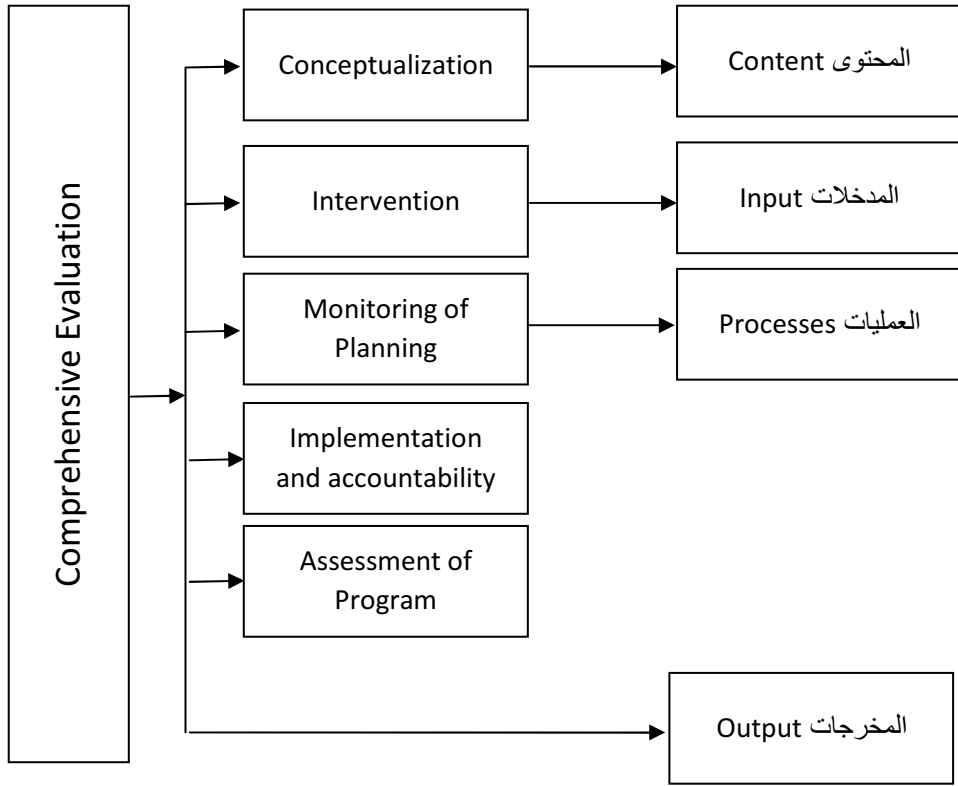 Comprehensive Evaluation
Conceptualization
Content المحتوى
Intervention
Input المدخلات
Monitoring of
Planning
Processes العمليات
Implementation
and accountability
Assessment of
Program
Output المخرجات